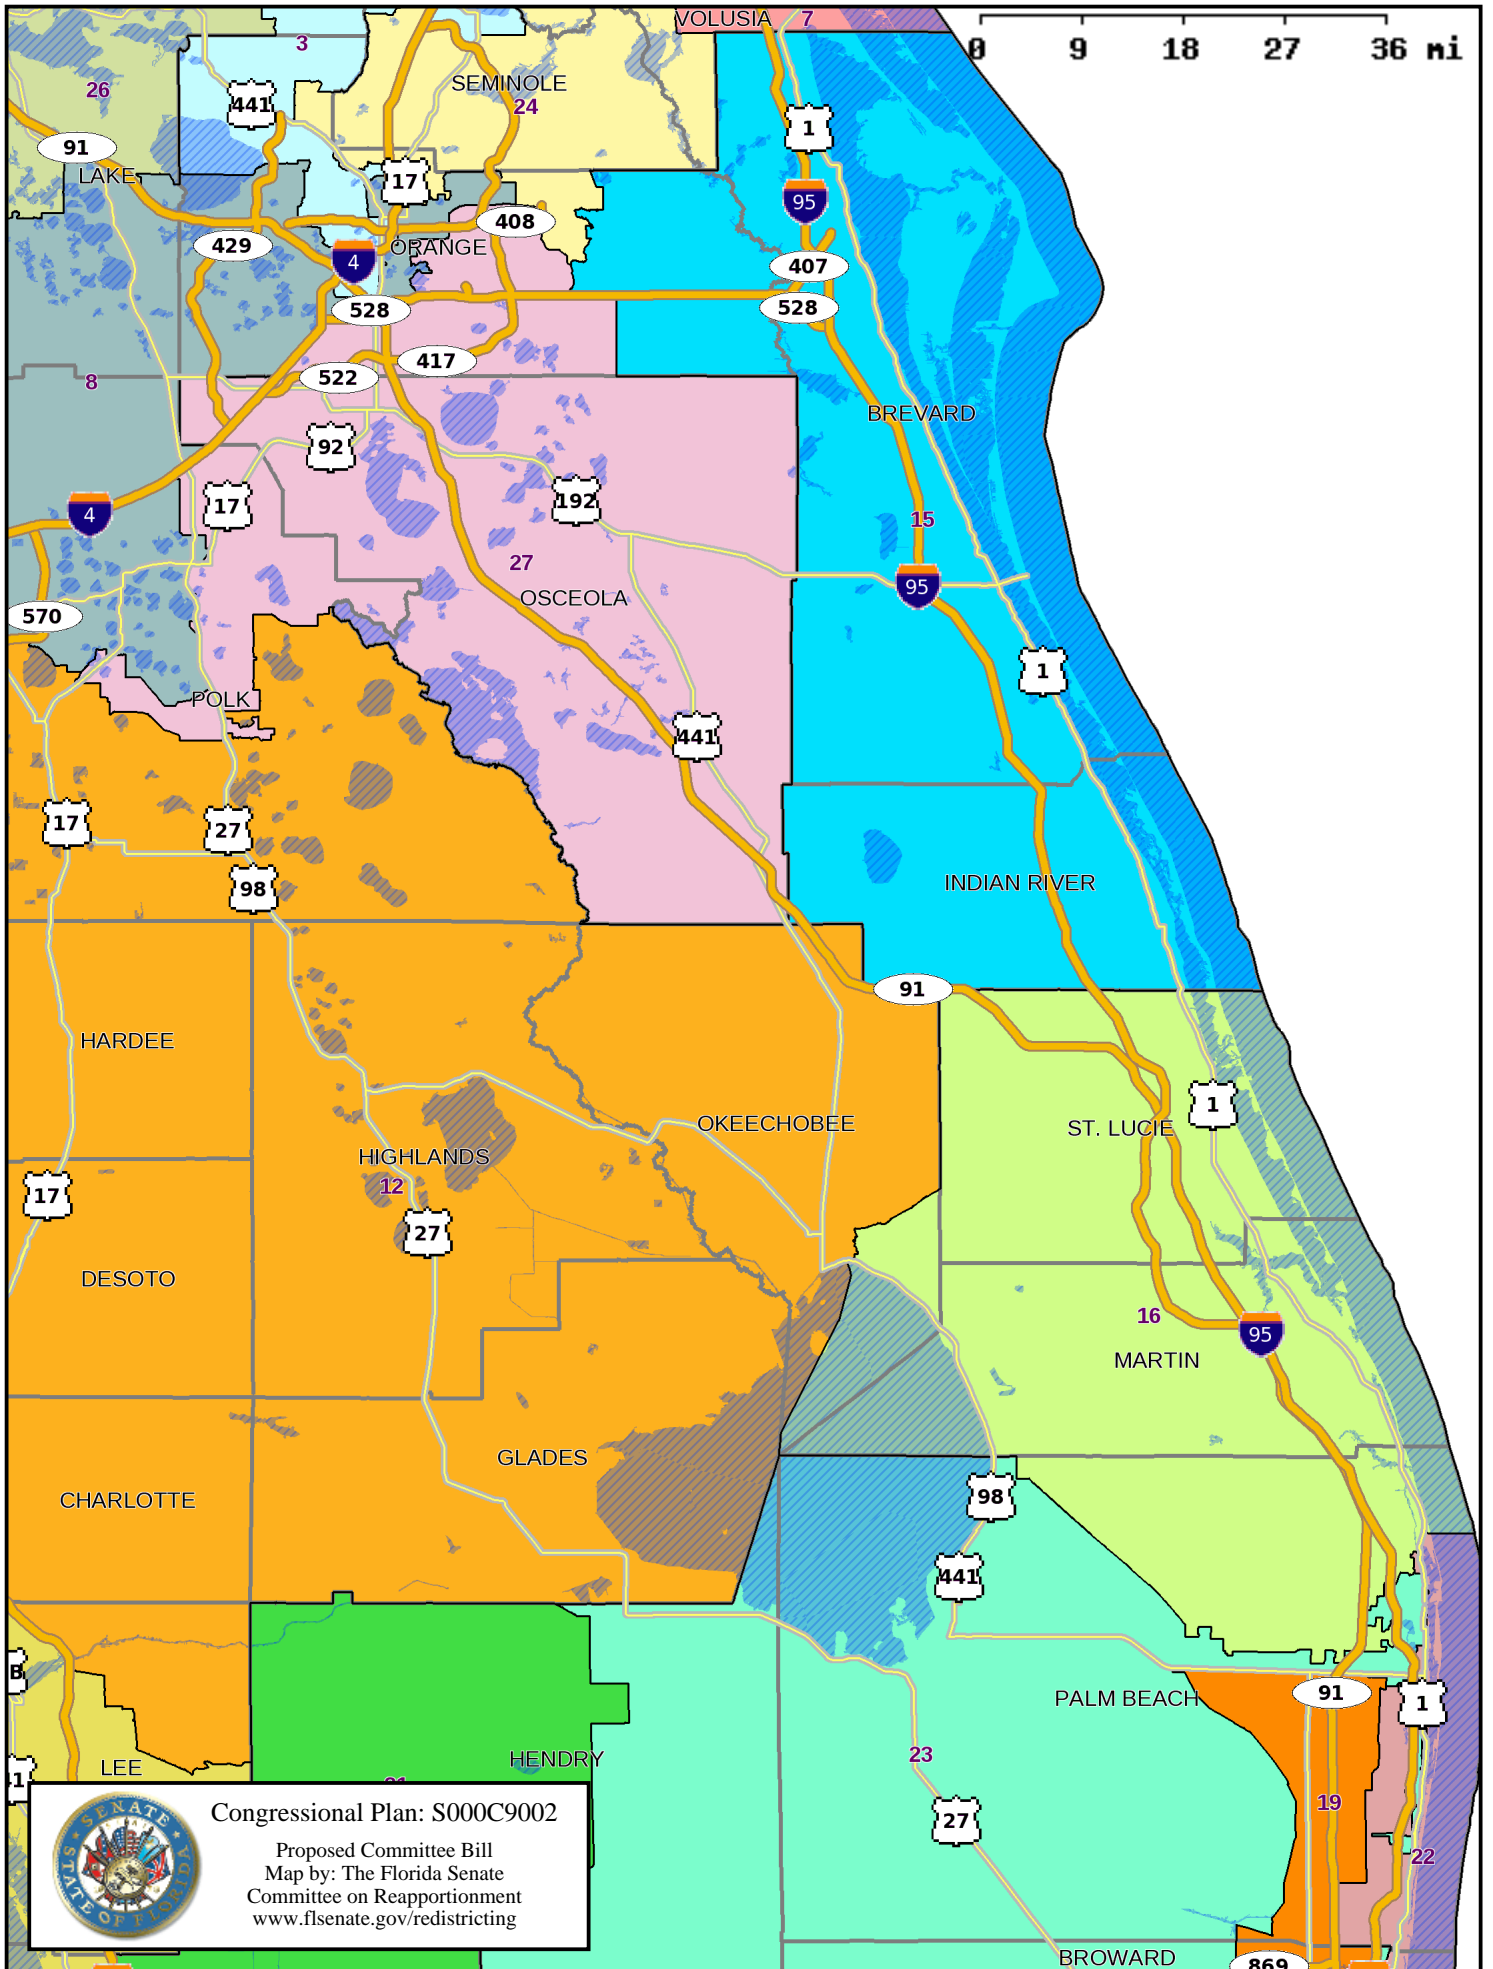 VOLUSIA
7
0 9 18 27 36 mi
3
26
SEMINOLE
24
441
1
91
LAKE
17
95
408
429
ORANGE
4
407
528
528
417
522
8
BREVARD
92
192
17
4
15
27
95
OSCEOLA
570
1
POLK
441
17
27
98
INDIAN RIVER
91
HARDEE
1
OKEECHOBEE
ST. LUCIE
HIGHLANDS
12
17
27
DESOTO
16
95
MARTIN
GLADES
98
CHARLOTTE
441
B
91
PALM BEACH
1
HENDRY
LEE
23
19
27
22
Congressional Plan: S000C9002
Proposed Committee Bill
Map by: The Florida Senate
Committee on Reapportionment
www.flsenate.gov/redistricting
SENATE
STATE OF FLORIDA
BROWARD
869